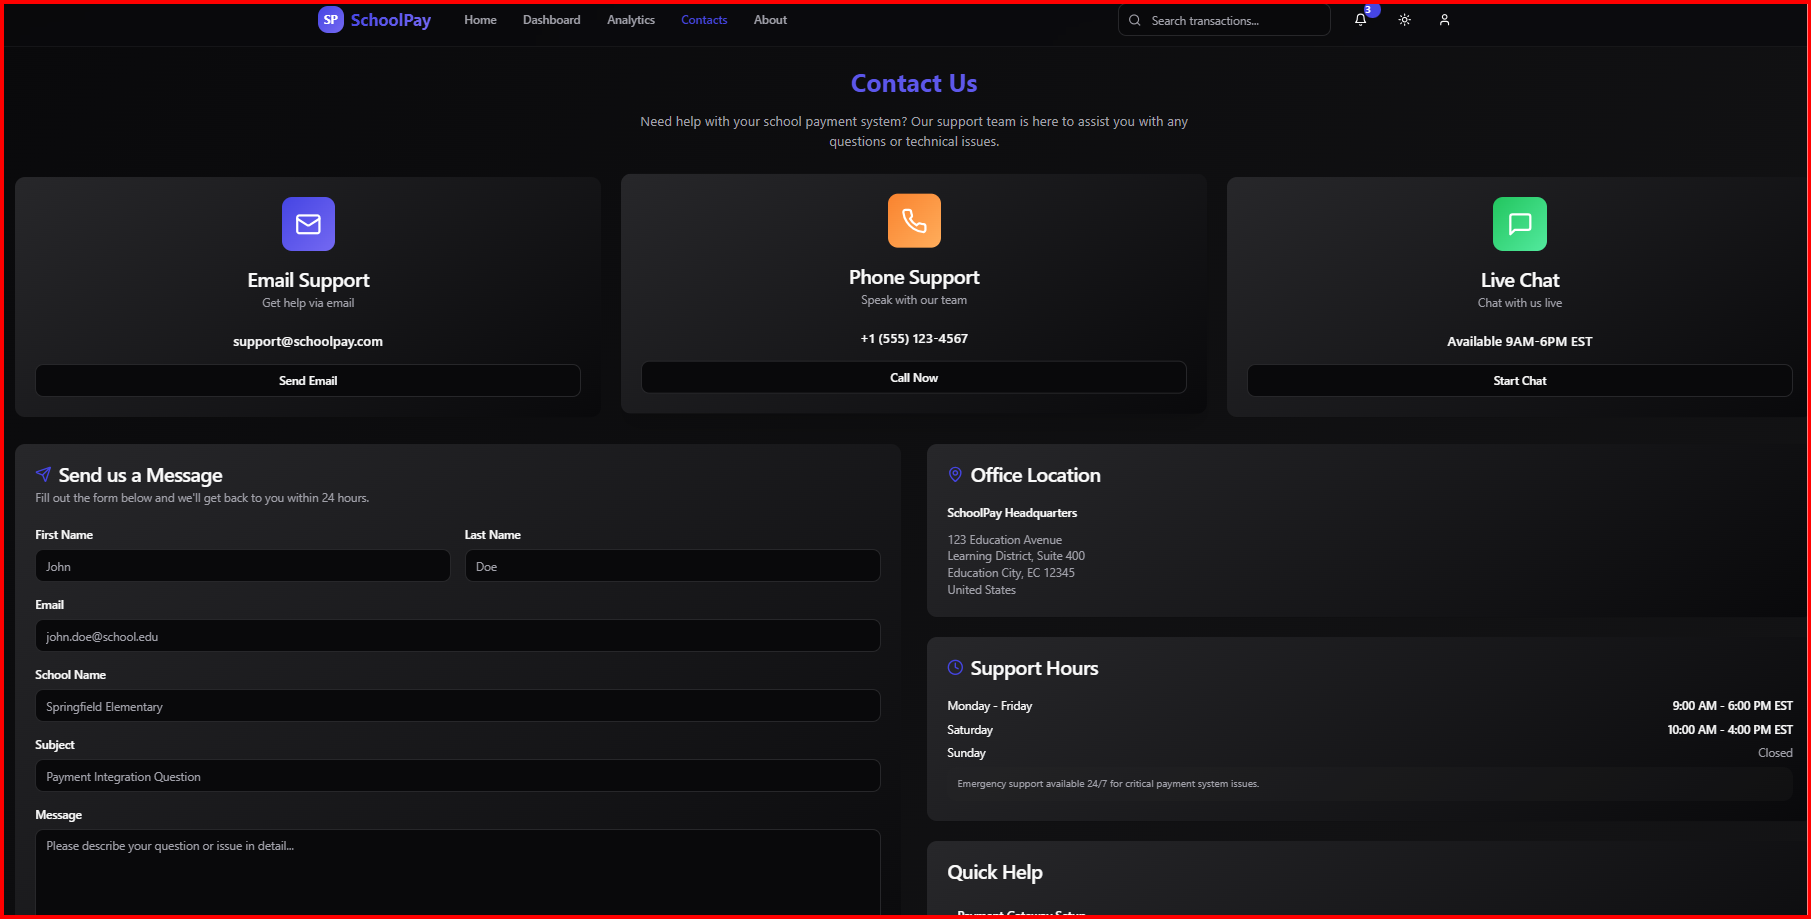 SP SchoolPay Home Dashboard Analytics Contacts About Search transactions... 3
Contact Us
Need help with your school payment system? Our support team is here to assist you with any
questions or technical issues.
Email Support
Get help via email
support@schoolpay.com
Send Email
Phone Support
Speak with our team
+1 (555) 123-4567
Call Now
Live Chat
Chat with us live
Available 9AM-6PM EST
Start Chat
Send us a Message
Fill out the form below and we'll get back to you within 24 hours.
First Name
John
Last Name
Doe
Email
john.doe@school.edu
School Name
Springfield Elementary
Subject
Payment Integration Question
Message
Please describe your question or issue in detail...
Office Location
SchoolPay Headquarters
123 Education Avenue
Learning District, Suite 400
Education City, EC 12345
United States
Support Hours
Monday - Friday 9:00 AM - 6:00 PM EST
Saturday 10:00 AM - 4:00 PM EST
Sunday Closed
Emergency support available 24/7 for critical payment system issues.
Quick Help
Payment Gateway Setup